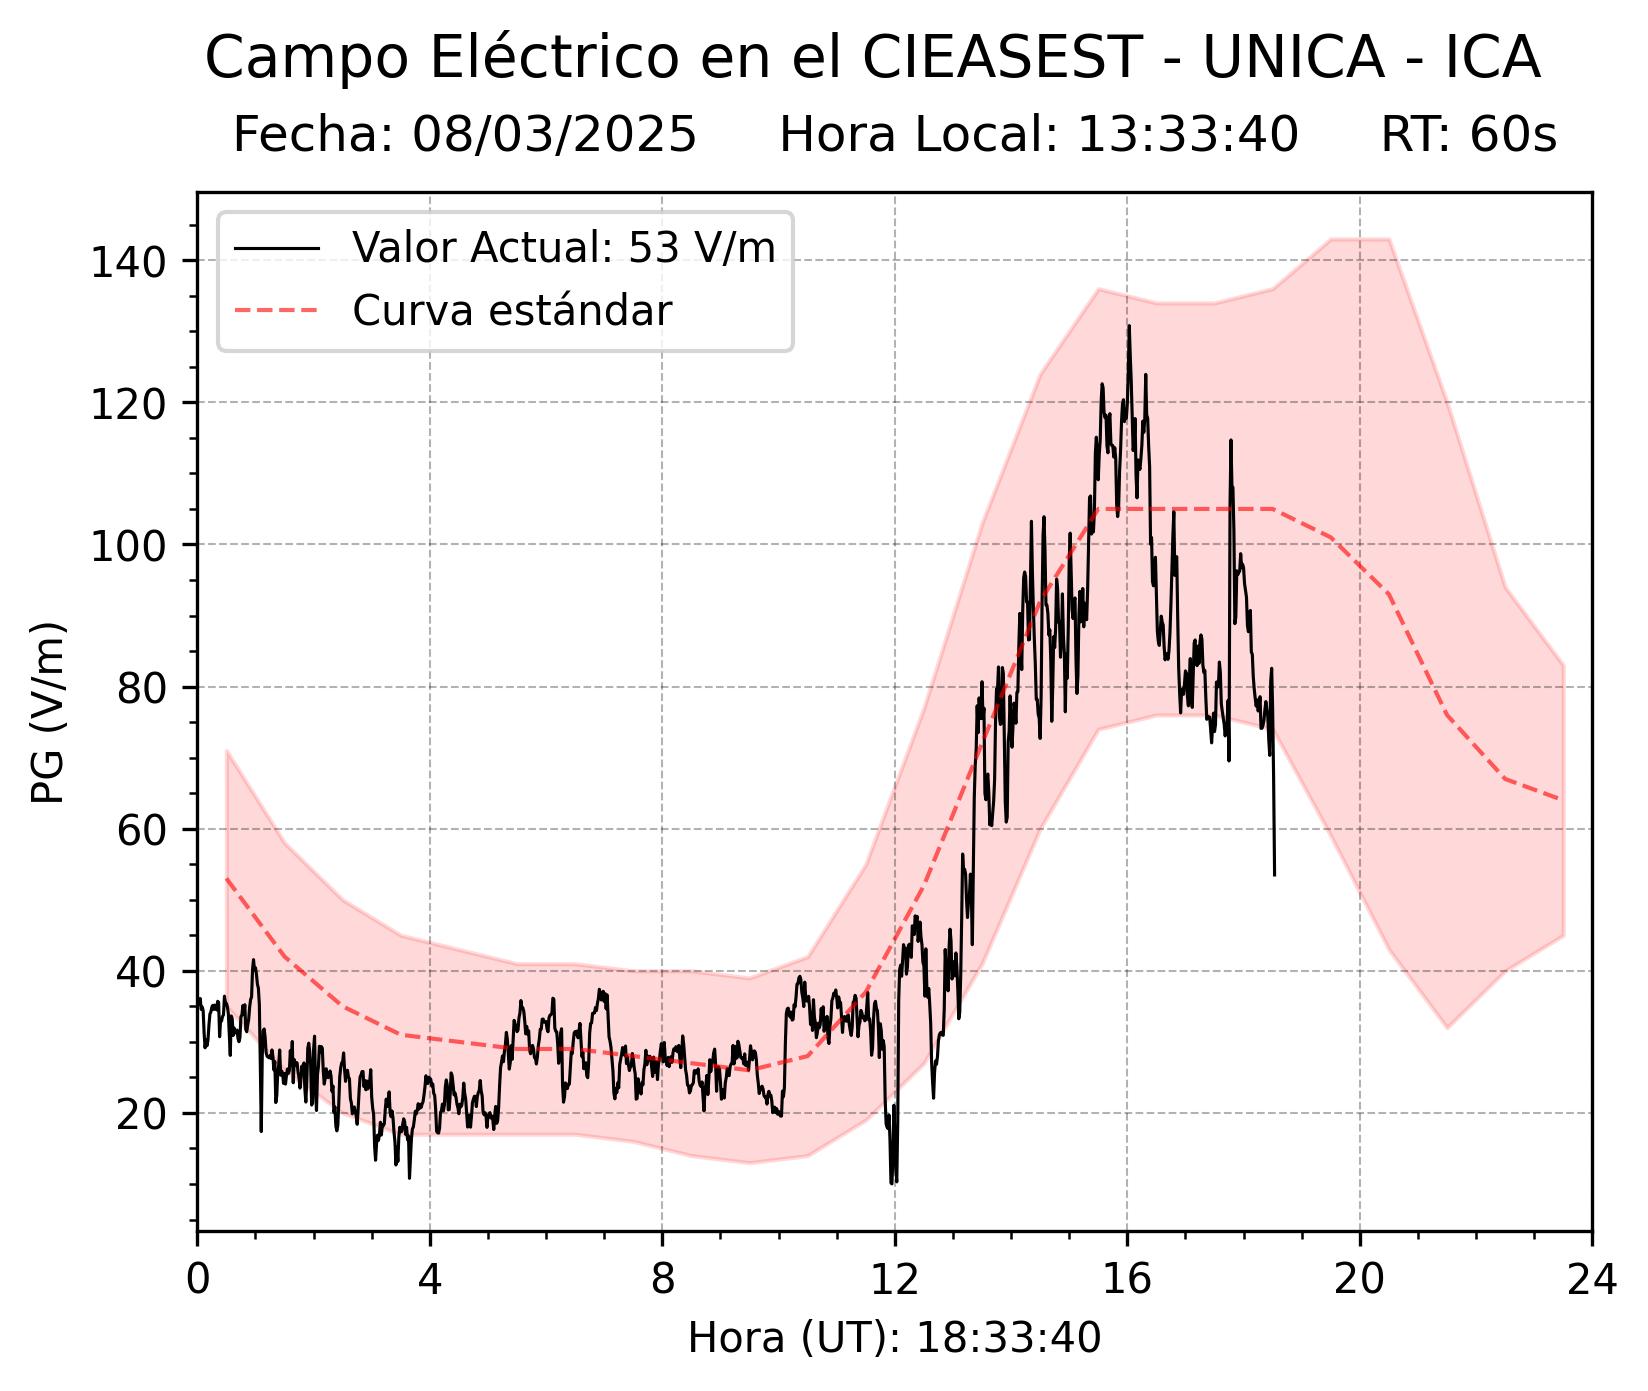 Campo Eléctrico en el CIEASEST - UNICA - ICA
Fecha: 08/03/2025 Hora Local: 13:33:40 RT: 60s
Valor Actual: 53 V/m
Curva estándar
PG (V/m)
140
120
100
80
60
40
20
0 4 8 12 16 20 24
Hora (UT): 18:33:40